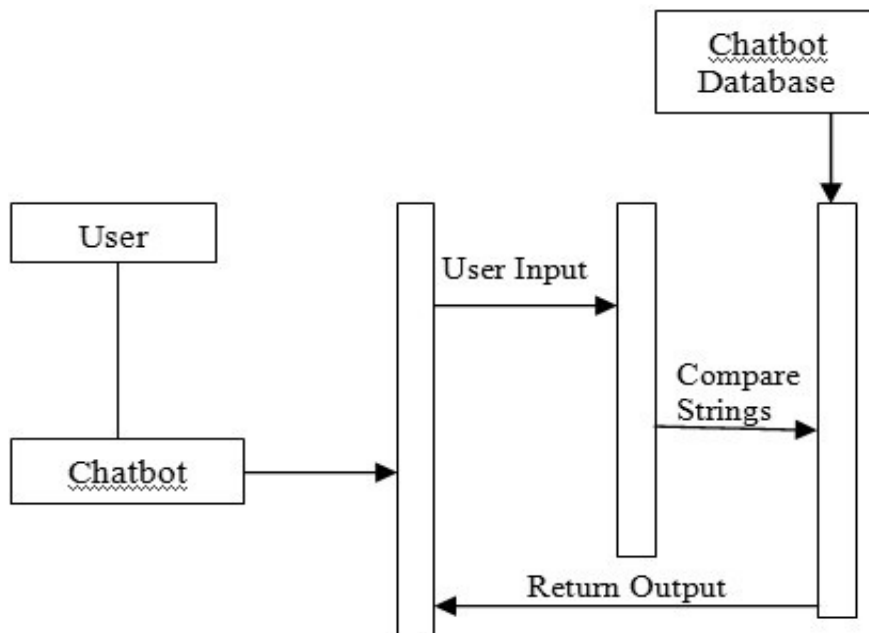 Chatbot
Database
User
User Input
Compare
Strings
Chatbot
Return Output